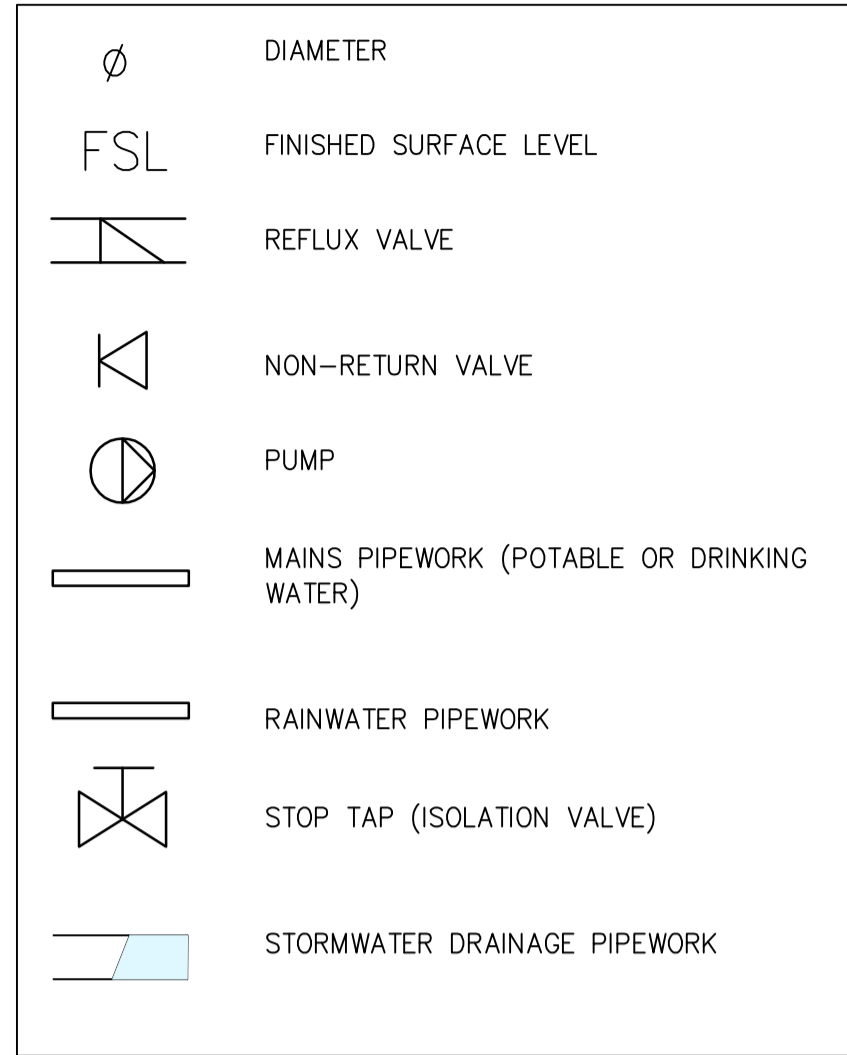 Ø DIAMETER
FSL FINISHED SURFACE LEVEL
REFLUX VALVE
NON-RETURN VALVE
PUMP
MAINS PIPEWORK (POTABLE OR DRINKING
WATER)
RAINWATER PIPEWORK
STOP TAP (ISOLATION VALVE)
STORMWATER DRAINAGE PIPEWORK